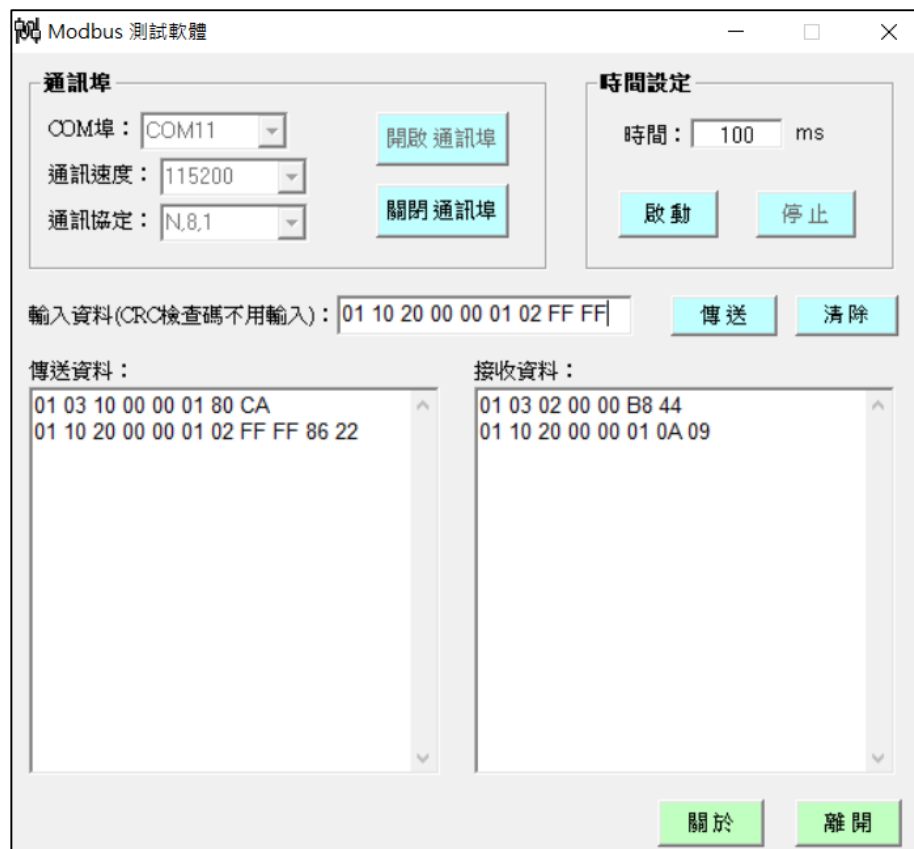 Modbus 測試軟體
通訊埠
COM埠：COM11
開啟通訊埠
通訊速度：115200
關閉通訊埠
通訊協定：N,8,1
時間設定
時間：100 ms
啟動 停止
輸入資料(CRC檢查碼不用輸入)：01 10 20 00 00 01 02 FF FF 傳送 清除
傳送資料：
01 03 10 00 00 01 80 CA
01 10 20 00 00 01 02 FF FF 86 22
接收資料：
01 03 02 00 00 B8 44
01 10 20 00 00 01 0A 09
關於 離開